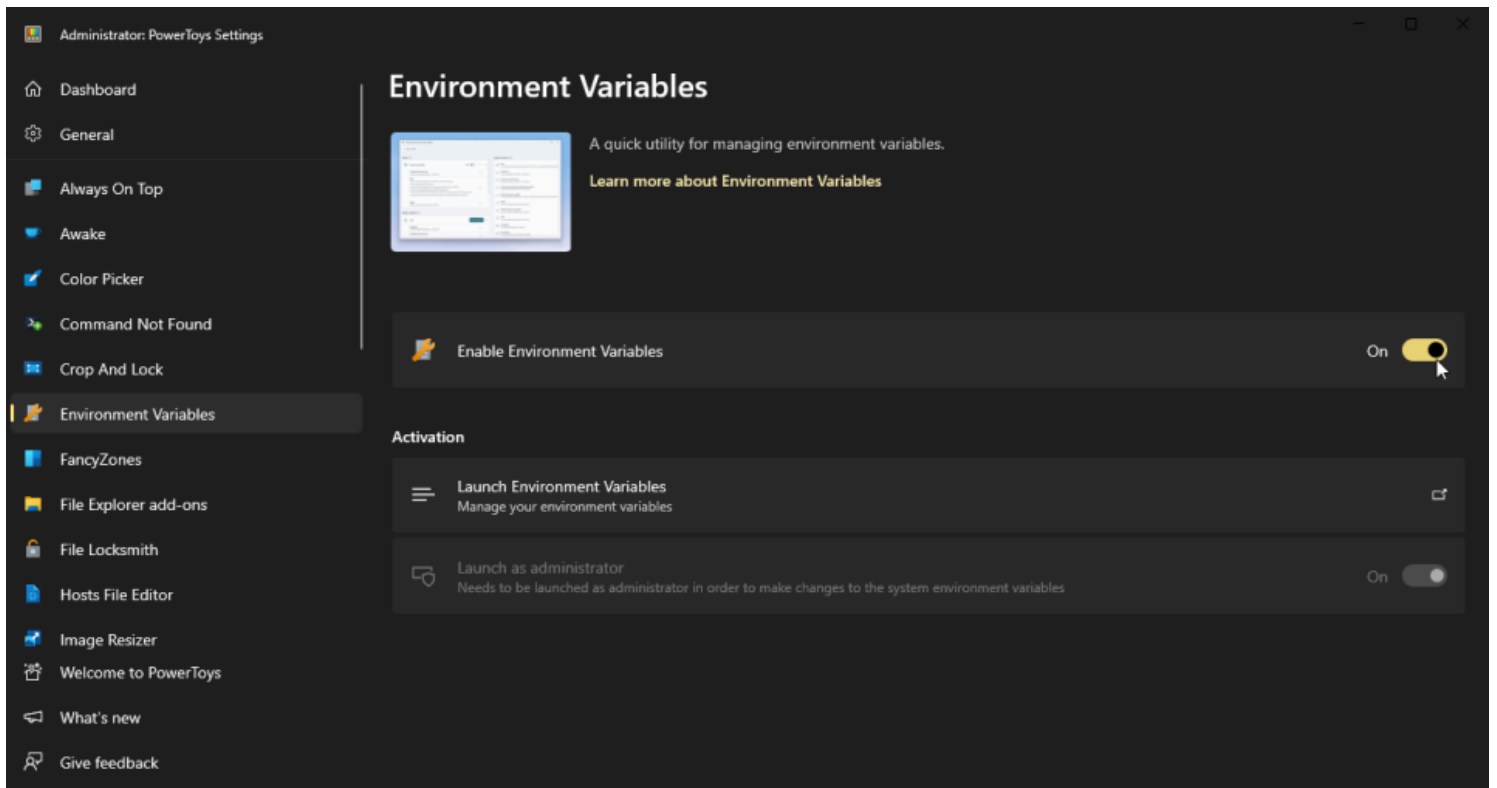 Administrator: PowerToys Settings
Dashboard
General
Always On Top
Awake
Color Picker
Command Not Found
Crop And Lock
Environment Variables
FancyZones
File Explorer add-ons
File Locksmith
Hosts File Editor
Image Resizer
Welcome to PowerToys
What's new
Give feedback
Environment Variables
A quick utility for managing environment variables.
Learn more about Environment Variables
Enable Environment Variables
On
Activation
Launch Environment Variables
Manage your environment variables
Launch as administrator
Needs to be launched as administrator in order to make changes to the system environment variables
On